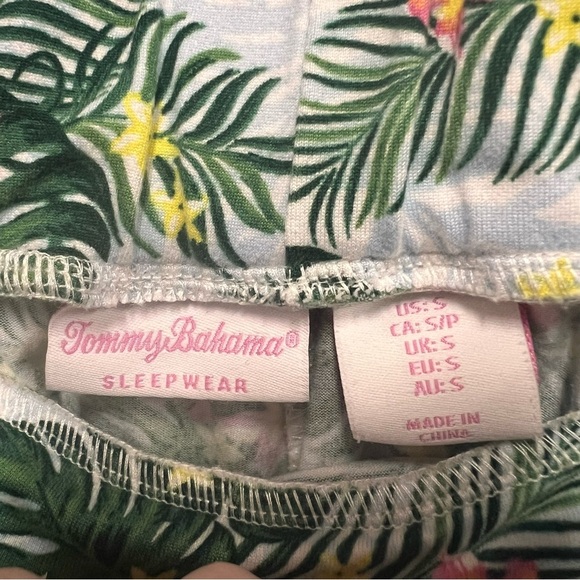 Tommy Bahama®
SLEEPWEAR
US: S
CA: S/P
UK: S
EU: S
AU: S
MADE IN
CHINA